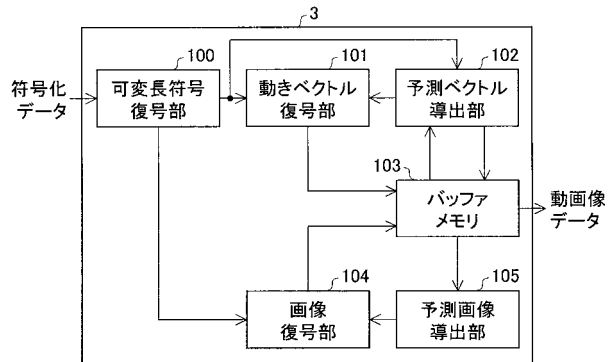 3
100
101
102
符号化
データ
可変長符号
復号部
動きベクトル
復号部
予測ベクトル
導出部
103
バッファ
メモリ
動画像
データ
104
105
画像
復号部
予測画像
導出部